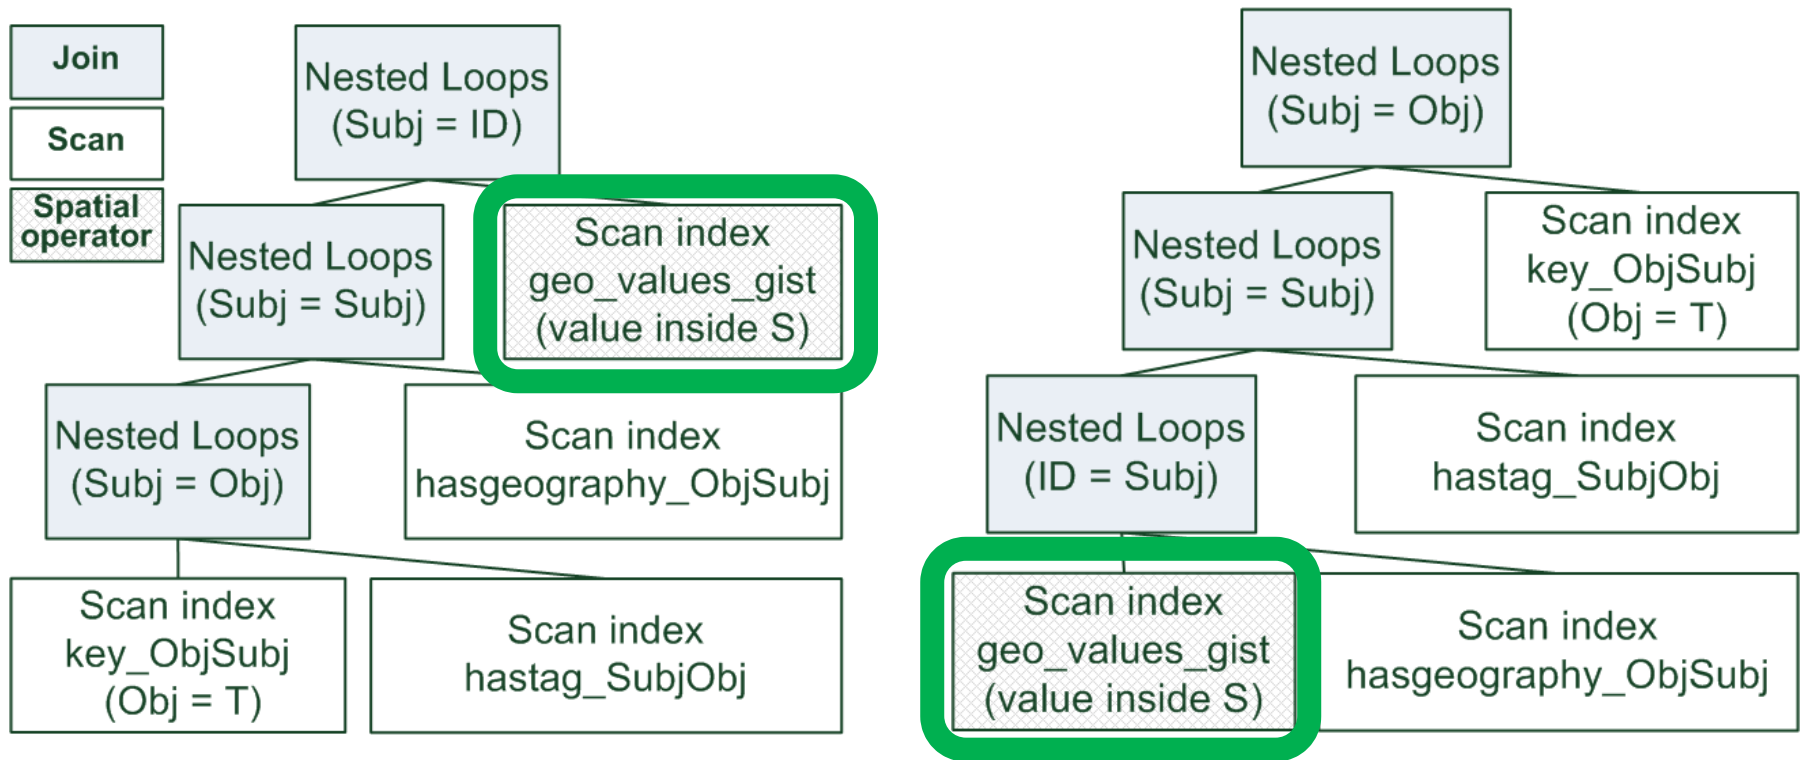 Join
Scan
Spatial
operator
Nested Loops
(Subj = ID)
Nested Loops
(Subj = Subj)
Scan index
geo_values_gist
(value inside S)
Nested Loops
(Subj = Obj)
Scan index
hasgeography_ObjSubj
Scan index
key_ObjSubj
(Obj = T)
Scan index
hastag_SubjObj
Nested Loops
(Subj = Obj)
Nested Loops
(Subj = Subj)
Scan index
key_ObjSubj
(Obj = T)
Nested Loops
(ID = Subj)
Scan index
hastag_SubjObj
Scan index
geo_values_gist
(value inside S)
Scan index
hasgeography_ObjSubj